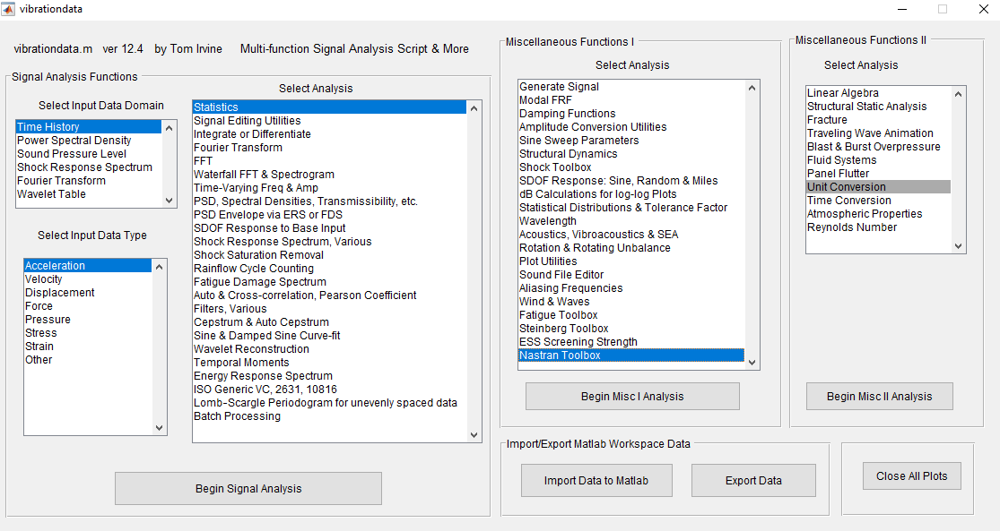 vibrationdata
vibrationdata.m ver 12.4 by Tom Irvine Multi-function Signal Analysis Script & More
Signal Analysis Functions
Select Input Data Domain
Time History
Power Spectral Density
Sound Pressure Level
Shock Response Spectrum
Fourier Transform
Wavelet Table
Select Input Data Type
Acceleration
Velocity
Displacement
Force
Pressure
Stress
Strain
Other
Select Analysis
Statistics
Signal Editing Utilities
Integrate or Differentiate
Fourier Transform
FFT
Waterfall FFT & Spectrogram
Time-Varying Freq & Amp
PSD, Spectral Densities, Transmissibility, etc.
PSD Envelope via ERS or FDS
SDOF Response to Base Input
Shock Response Spectrum, Various
Shock Saturation Removal
Rainflow Cycle Counting
Fatigue Damage Spectrum
Auto & Cross-correlation, Pearson Coefficient
Filters, Various
Cepstrum & Auto Cepstrum
Sine & Damped Sine Curve-fit
Wavelet Reconstruction
Temporal Moments
Energy Response Spectrum
ISO Generic VC, 2631, 10816
Lomb-Scargle Periodogram for unevenly spaced data
Batch Processing
Begin Signal Analysis
Miscellaneous Functions I
Select Analysis
Generate Signal
Modal FRF
Damping Functions
Amplitude Conversion Utilities
Sine Sweep Parameters
Structural Dynamics
Shock Toolbox
SDOF Response: Sine, Random & Miles
dB Calculations for log-log Plots
Statistical Distributions & Tolerance Factor
Wavelength
Acoustics, Vibroacoustics & SEA
Rotation & Rotating Unbalance
Plot Utilities
Sound File Editor
Aliasing Frequencies
Wind & Waves
Fatigue Toolbox
Steinberg Toolbox
ESS Screening Strength
Nastran Toolbox
Begin Misc I Analysis
Miscellaneous Functions II
Select Analysis
Linear Algebra
Structural Static Analysis
Fracture
Traveling Wave Animation
Blast & Burst Overpressure
Fluid Systems
Panel Flutter
Unit Conversion
Time Conversion
Atmospheric Properties
Reynolds Number
Begin Misc II Analysis
Import/Export Matlab Workspace Data
Import Data to Matlab
Export Data
Close All Plots